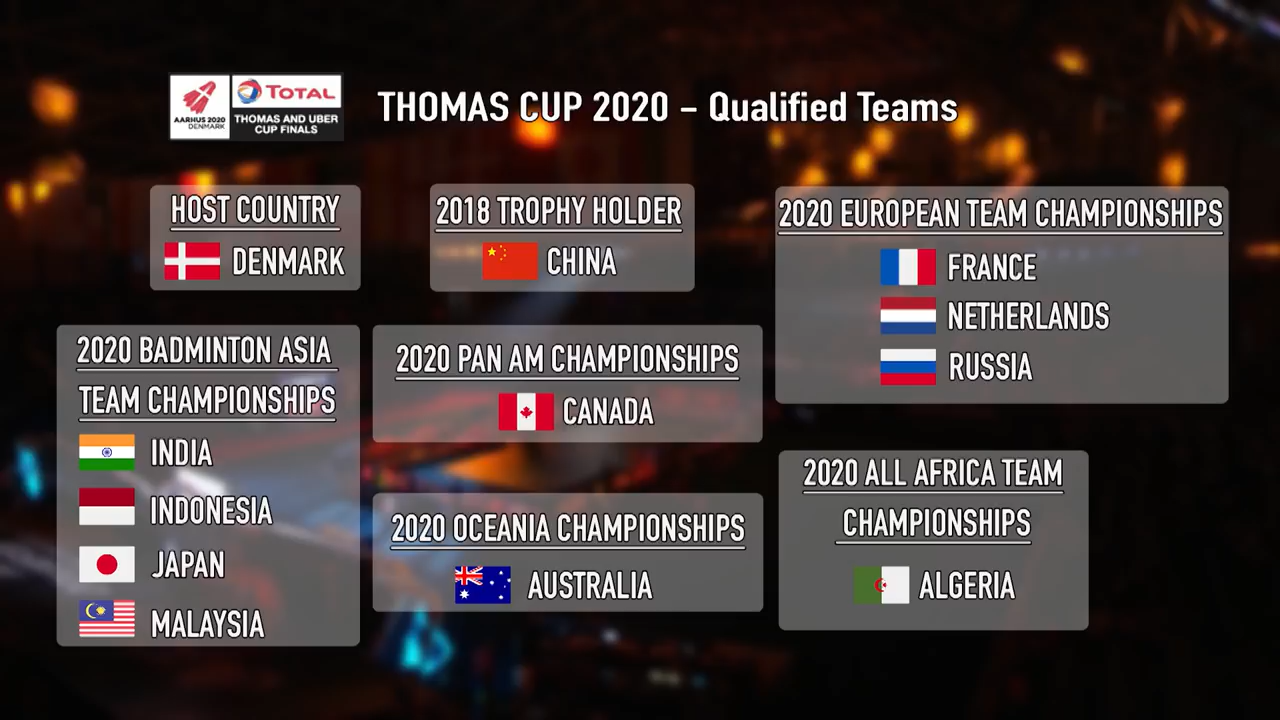 AARHUS 2020
DENMARK
TOTAL
THOMAS AND UBER
CUP FINALS
THOMAS CUP 2020 – Qualified Teams
HOST COUNTRY
DENMARK
2018 TROPHY HOLDER
CHINA
2020 EUROPEAN TEAM CHAMPIONSHIPS
FRANCE
NETHERLANDS
RUSSIA
2020 BADMINTON ASIA
TEAM CHAMPIONSHIPS
INDIA
INDONESIA
JAPAN
MALAYSIA
2020 PAN AM CHAMPIONSHIPS
CANADA
2020 OCEANIA CHAMPIONSHIPS
AUSTRALIA
2020 ALL AFRICA TEAM
CHAMPIONSHIPS
ALGERIA